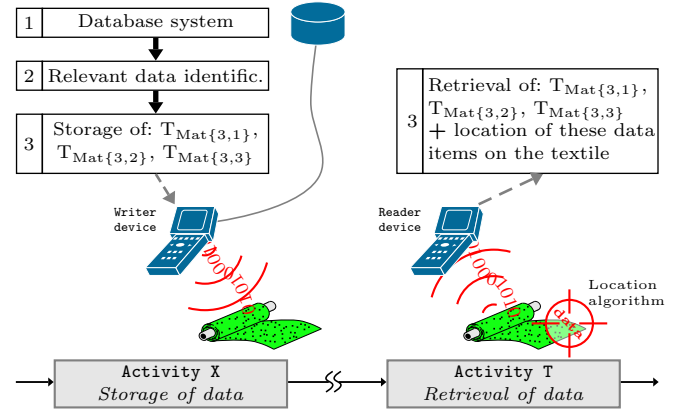 1 Database system
2 Relevant data identific.
3 Storage of: T_Mat{3,1},
T_Mat{3,2}, T_Mat{3,3}
3 Retrieval of: T_Mat{3,1},
T_Mat{3,2}, T_Mat{3,3}
+ location of these data
items on the textile
Writer
device
Reader
device
Location
algorithm
data
Activity X
Storage of data
Activity T
Retrieval of data